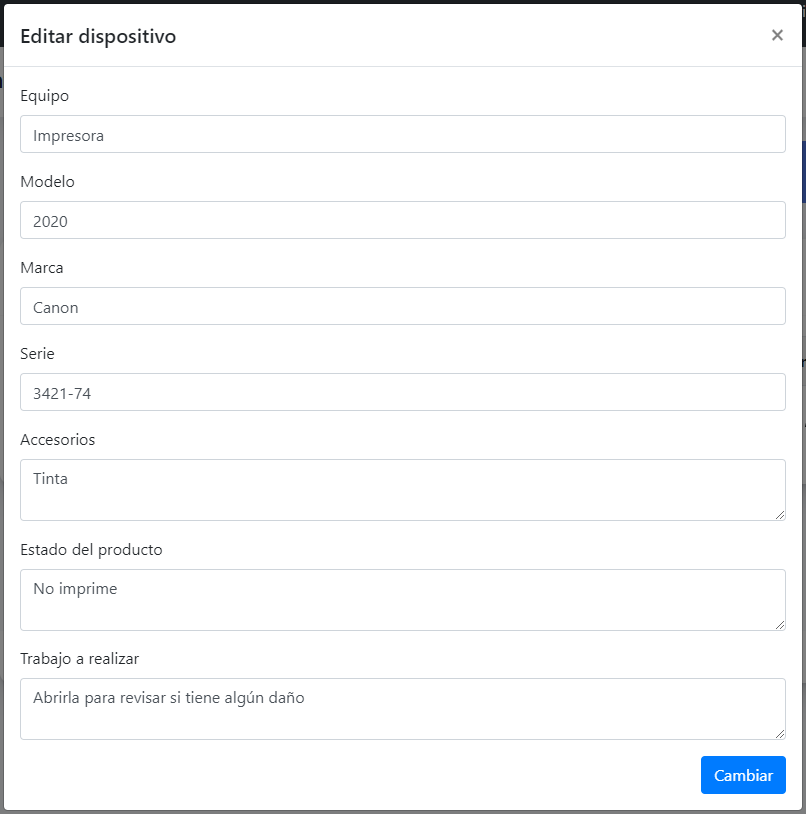 Editar dispositivo
×
Equipo
Impresora
Modelo
2020
Marca
Canon
Serie
3421-74
Accesorios
Tinta
Estado del producto
No imprime
Trabajo a realizar
Abrirla para revisar si tiene algún daño
Cambiar